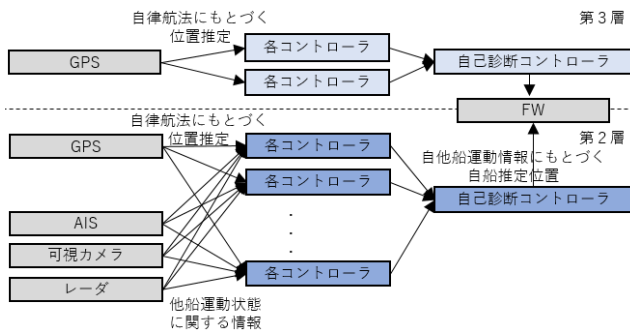 自律航法にもとづく
位置推定
第3層
GPS
各コントローラ
各コントローラ
自己診断コントローラ
FW
第2層
自律航法にもとづく
位置推定
GPS
AIS
可視カメラ
レーダ
各コントローラ
各コントローラ
・
・
・
各コントローラ
他船運動状態
に関する情報
自他船運動情報にもとづく
自船推定位置
自己診断コントローラ